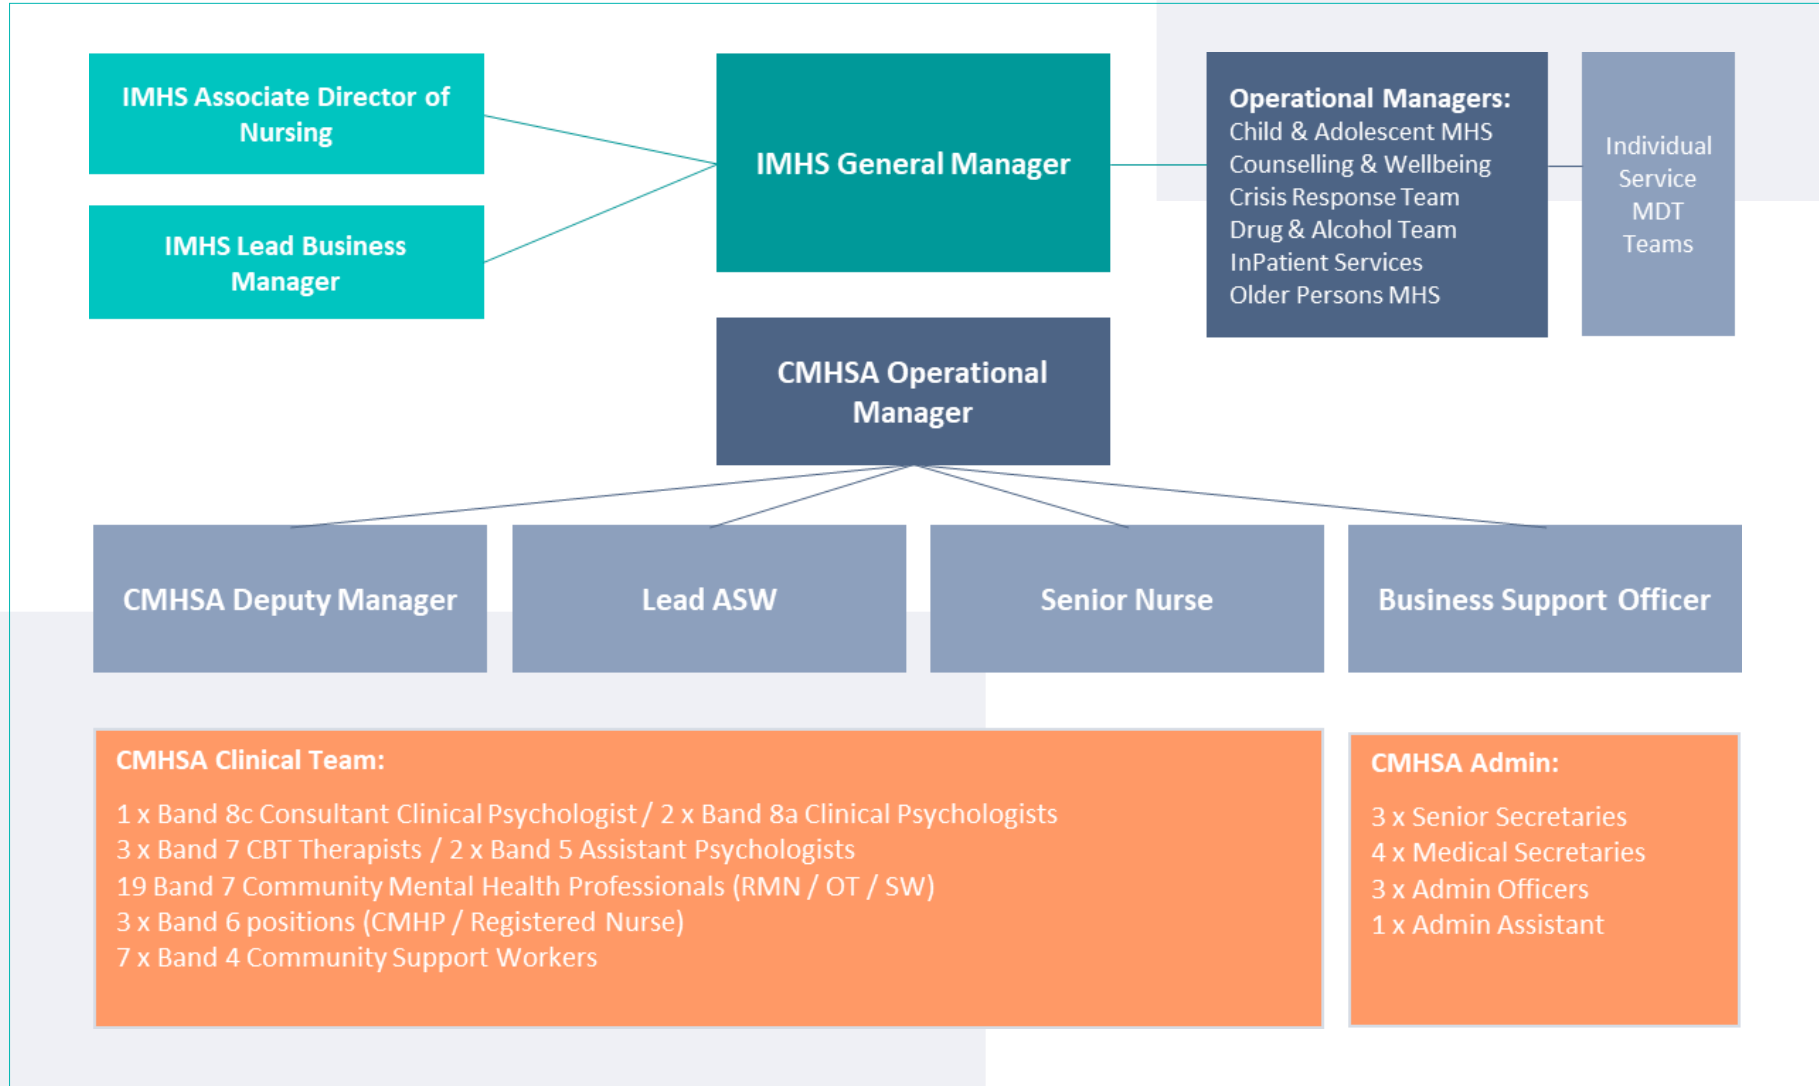 IMHS Associate Director of
Nursing
IMHS Lead Business
Manager
IMHS General Manager
Operational Managers:
Child & Adolescent MHS
Counselling & Wellbeing
Crisis Response Team
Drug & Alcohol Team
InPatient Services
Older Persons MHS
Individual
Service
MDT
Teams
CMHSA Operational
Manager
CMHSA Deputy Manager
Lead ASW
Senior Nurse
Business Support Officer
CMHSA Clinical Team:
1 x Band 8c Consultant Clinical Psychologist / 2 x Band 8a Clinical Psychologists
3 x Band 7 CBT Therapists / 2 x Band 5 Assistant Psychologists
19 Band 7 Community Mental Health Professionals (RMN / OT / SW)
3 x Band 6 positions (CMHP / Registered Nurse)
7 x Band 4 Community Support Workers
CMHSA Admin:
3 x Senior Secretaries
4 x Medical Secretaries
3 x Admin Officers
1 x Admin Assistant